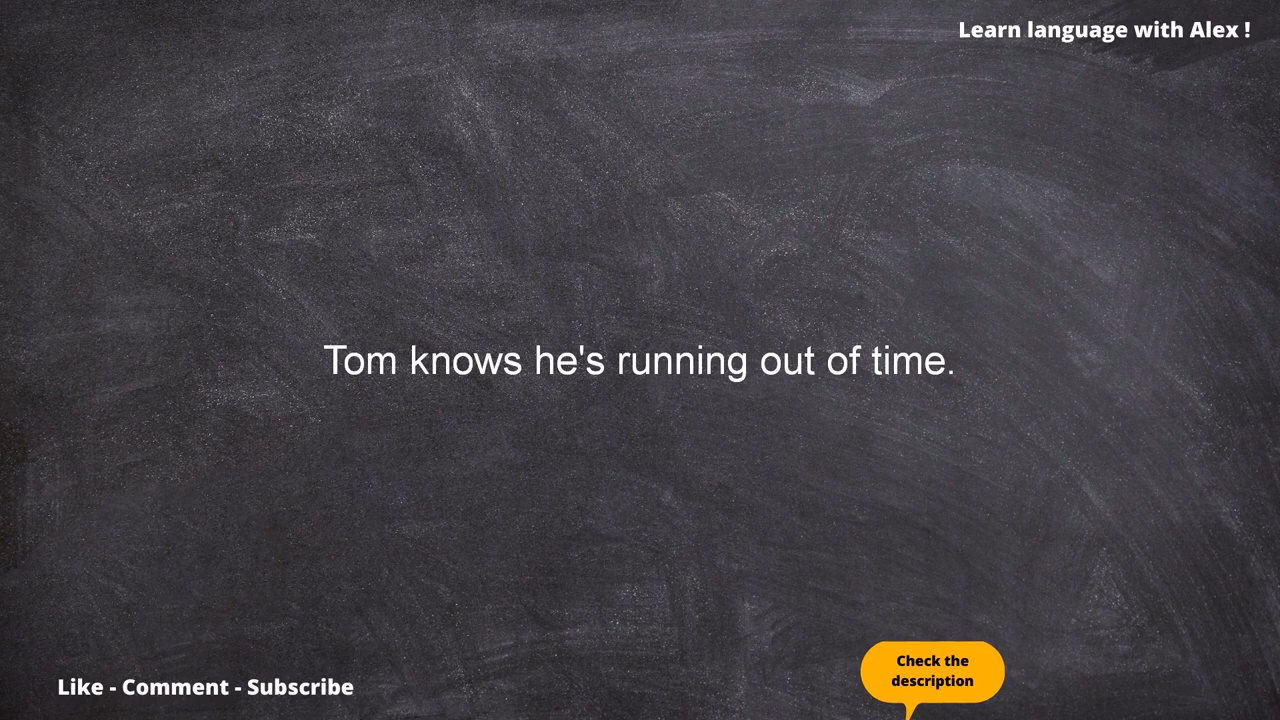 Learn language with Alex !
Tom knows he's running out of time.
Check the
description
Like - Comment - Subscribe